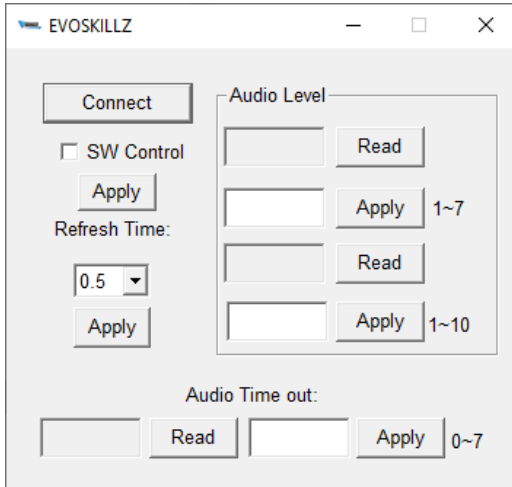 EVOSKILLZ
Connect
Audio Level
SW Control
Read
Apply
Apply 1~7
Refresh Time:
Read
0.5
Apply
Apply 1~10
Audio Time out:
Read
Apply 0~7